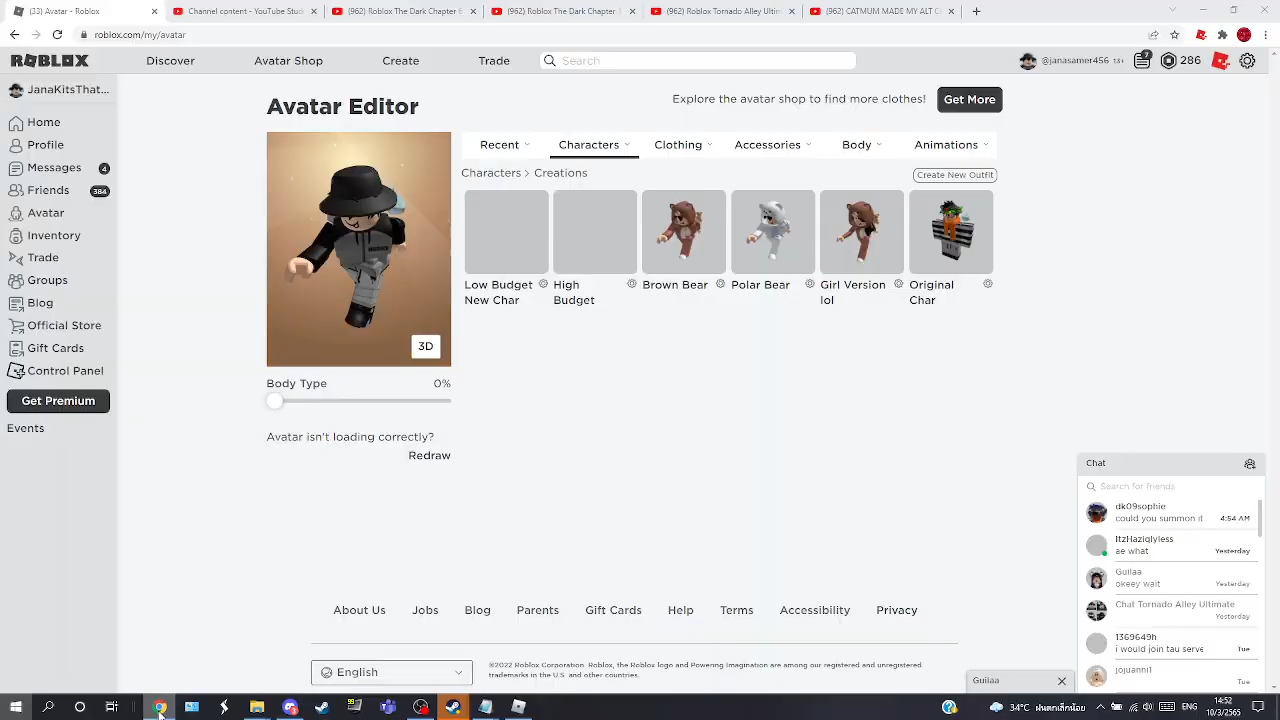 (33) Avatar - Roblox
Channel content - YouTube Stud
(962) Roblox The Dark Chapter
(962) Roblox The Dark Chapter
(962) Roblox Tornado Alley Ultim
(962) CATMUM MADE MY ALT C
roblox.com/my/avatar
ROBLOX
Discover
Avatar Shop
Create
Trade
Search
@janasamer456 13+
7
286
JanaKitsThat...
Home
Profile
Messages 4
Friends 384
Avatar
Inventory
Trade
Groups
Blog
Official Store
Gift Cards
Control Panel
Get Premium
Events
Avatar Editor
Explore the avatar shop to find more clothes!
Get More
Recent
Characters
Clothing
Accessories
Body
Animations
Characters > Creations
Create New Outfit
3D
Low Budget New Char
High Budget
Brown Bear
Polar Bear
Girl Version lol
Original Char
Body Type 0%
Avatar isn't loading correctly?
Redraw
Chat
Search for friends
dk09sophie
could you summon it 4:54 AM
ItzHaziqIyless
ae what Yesterday
Guilaa
okeey wait Yesterday
Chat Tornado Alley Ultimate
Yesterday
1369649h
i would join tau serve Tue
jojuanni1
Tue
Guilaa
About Us
Jobs
Blog
Parents
Gift Cards
Help
Terms
Accessibility
Privacy
English
©2022 Roblox Corporation. Roblox, the Roblox logo and Powering Imagination are among our registered and unregistered
trademarks in the U.S. and other countries.
34°C
14:52
10/3/2565